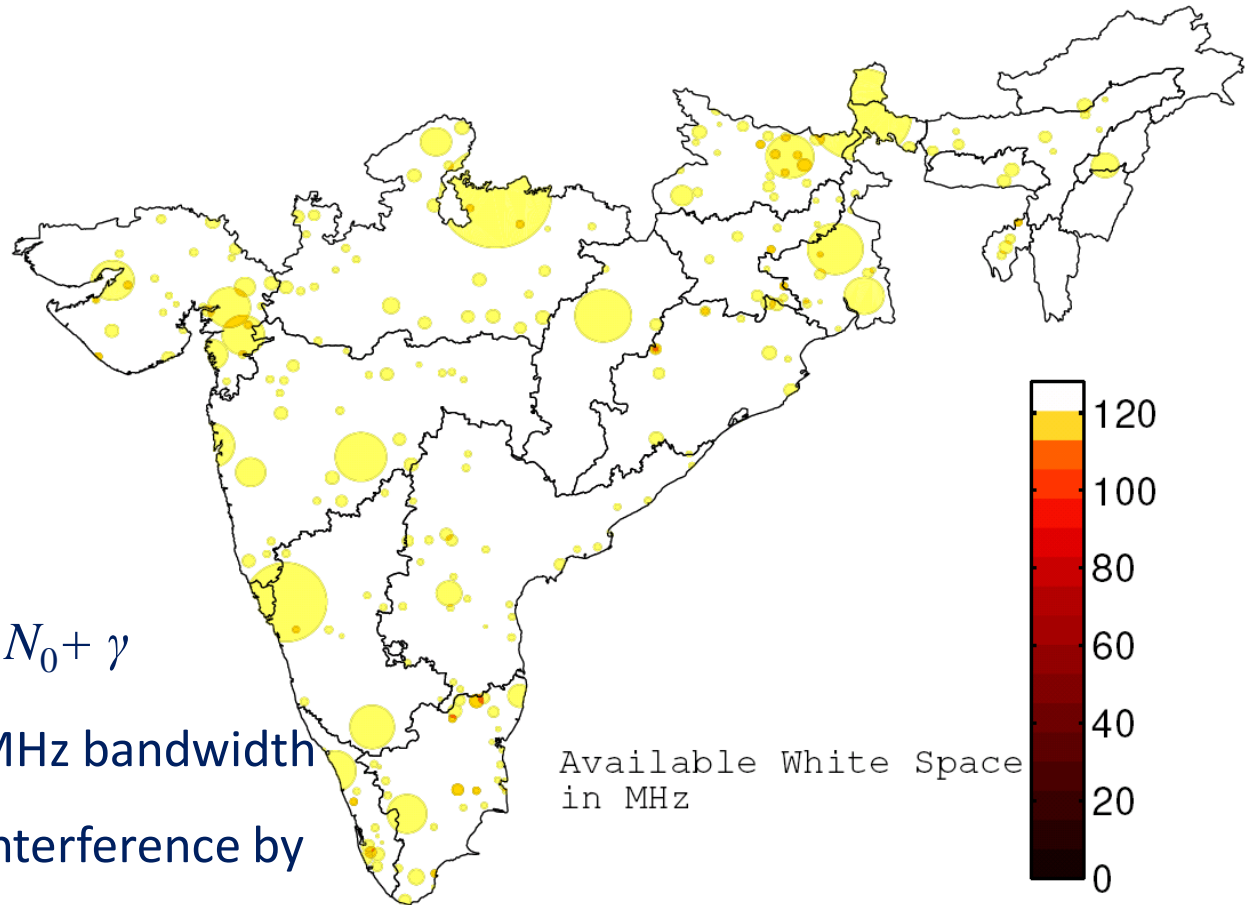 N₀ + γ
MHz bandwidth
nterference by
Available White Space
in MHz
120
100
80
60
40
20
0